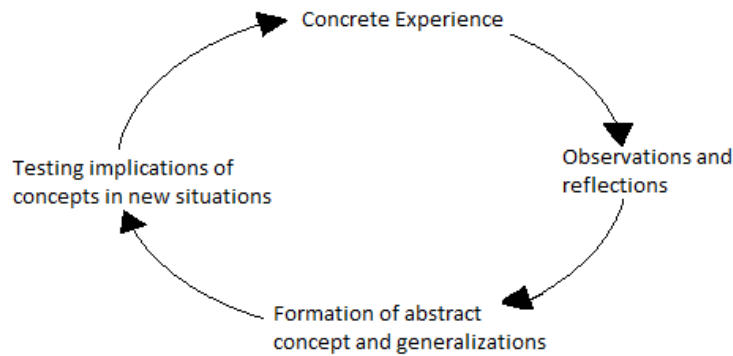 Concrete Experience
Observations and
reflections
Formation of abstract
concept and generalizations
Testing implications of
concepts in new situations